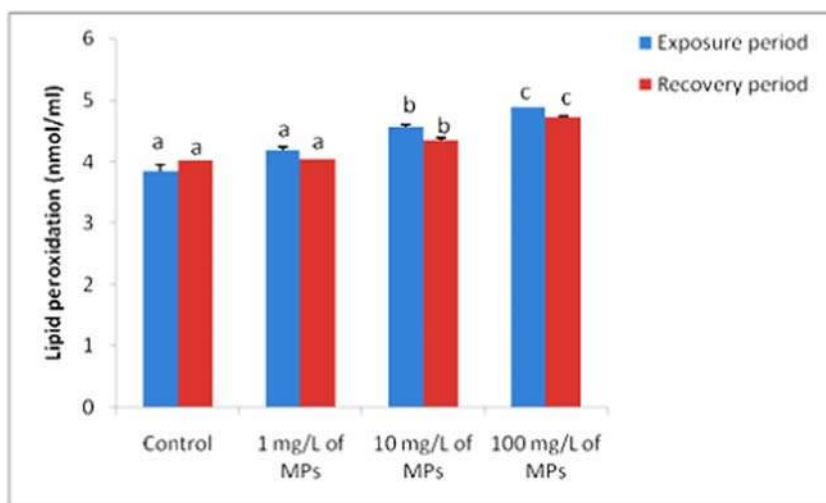 6
5
4
3
2
1
0
Lipid peroxidation (nmol/ml)
a a a a b b c c
Control 1 mg/L of MPs 10 mg/L of MPs 100 mg/L of MPs
Exposure period
Recovery period